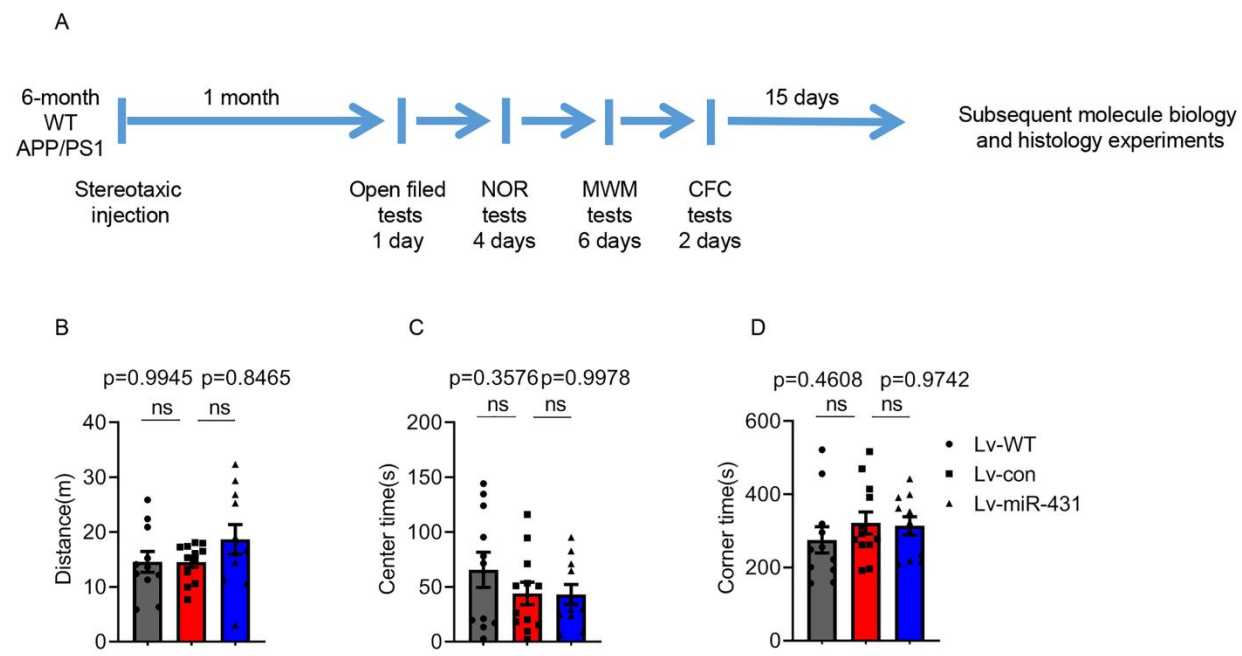 A
6-month
WT
APP/PS1
1 month
15 days
Subsequent molecule biology
and histology experiments
Stereotaxic
injection
Open filed
tests
1 day
NOR
tests
4 days
MWM
tests
6 days
CFC
tests
2 days
B
p=0.9945 p=0.8465
ns ns
Distance(m)
40
30
20
10
0
C
p=0.3576 p=0.9978
ns ns
Center time(s)
200
150
100
50
0
D
p=0.4608 p=0.9742
ns ns
Corner time(s)
600
400
200
0
Lv-WT
Lv-con
Lv-miR-431